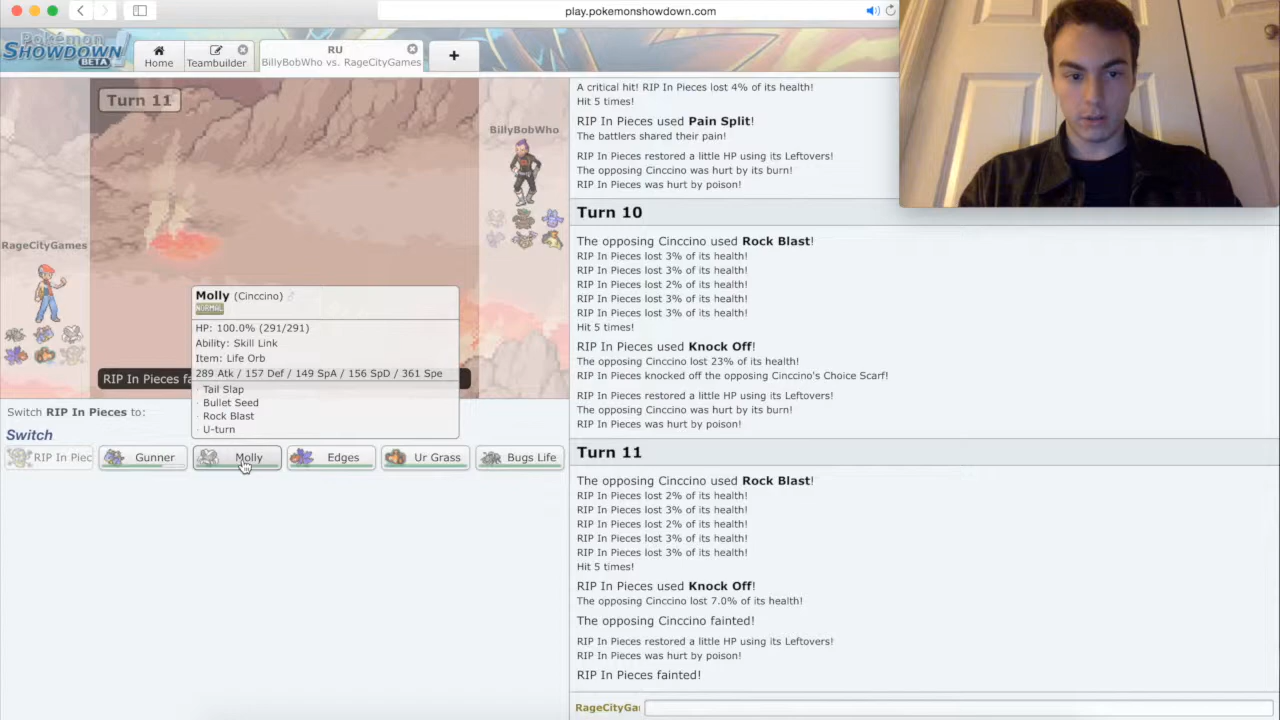 play.pokemonshowdown.com
Pokémon
SHOWDOWN
BETA
Home
Teambuilder
RU
BillyBobWho vs. RageCityGames
+
Turn 11
BillyBobWho
RageCityGames
RIP In Pieces fa
Molly (Cinccino) ♂
NORMAL
HP: 100.0% (291/291)
Ability: Skill Link
Item: Life Orb
289 Atk / 157 Def / 149 SpA / 156 SpD / 361 Spe
· Tail Slap
· Bullet Seed
· Rock Blast
· U-turn
Switch RIP In Pieces to:
Switch
RIP In Piec
Gunner
Molly
Edges
Ur Grass
Bugs Life
A critical hit! RIP In Pieces lost 4% of its health!
Hit 5 times!
RIP In Pieces used Pain Split!
The battlers shared their pain!
RIP In Pieces restored a little HP using its Leftovers!
The opposing Cinccino was hurt by its burn!
RIP In Pieces was hurt by poison!
Turn 10
The opposing Cinccino used Rock Blast!
RIP In Pieces lost 3% of its health!
RIP In Pieces lost 3% of its health!
RIP In Pieces lost 2% of its health!
RIP In Pieces lost 3% of its health!
RIP In Pieces lost 3% of its health!
Hit 5 times!
RIP In Pieces used Knock Off!
The opposing Cinccino lost 23% of its health!
RIP In Pieces knocked off the opposing Cinccino's Choice Scarf!
RIP In Pieces restored a little HP using its Leftovers!
The opposing Cinccino was hurt by its burn!
RIP In Pieces was hurt by poison!
Turn 11
The opposing Cinccino used Rock Blast!
RIP In Pieces lost 2% of its health!
RIP In Pieces lost 3% of its health!
RIP In Pieces lost 2% of its health!
RIP In Pieces lost 3% of its health!
RIP In Pieces lost 3% of its health!
Hit 5 times!
RIP In Pieces used Knock Off!
The opposing Cinccino lost 7.0% of its health!
The opposing Cinccino fainted!
RIP In Pieces restored a little HP using its Leftovers!
RIP In Pieces was hurt by poison!
RIP In Pieces fainted!
RageCityGa